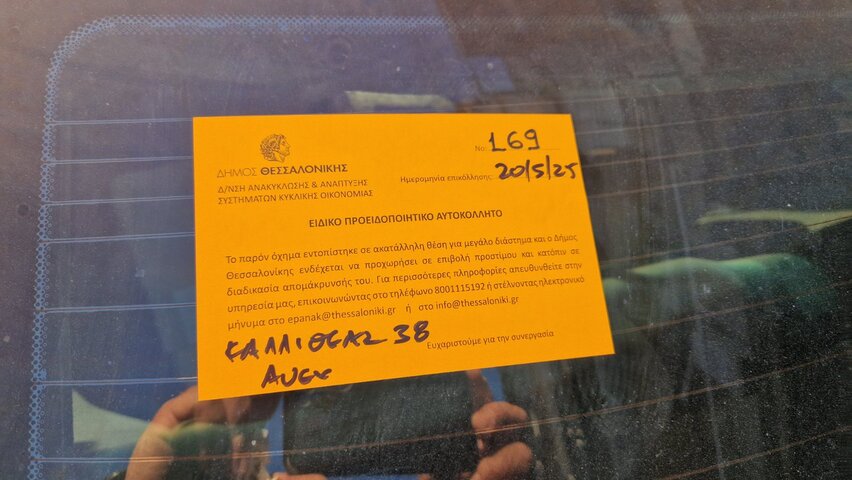 ΔΗΜΟΣ ΘΕΣΣΑΛΟΝΙΚΗΣ
Δ/ΝΣΗ ΑΝΑΚΥΚΛΩΣΗΣ & ΑΝΑΠΤΥΞΗΣ
ΣΥΣΤΗΜΑΤΩΝ ΚΥΚΛΙΚΗΣ ΟΙΚΟΝΟΜΙΑΣ
Νο: 169
Ημερομηνία επικόλλησης: 20/5/25
ΕΙΔΙΚΟ ΠΡΟΕΙΔΟΠΟΙΗΤΙΚΟ ΑΥΤΟΚΟΛΛΗΤΟ
Το παρόν όχημα εντοπίστηκε σε ακατάλληλη θέση για μεγάλο διάστημα και ο Δήμος
Θεσσαλονίκης ενδέχεται να προχωρήσει σε επιβολή προστίμου και κατόπιν σε
διαδικασία απομάκρυνσής του. Για περισσότερες πληροφορίες απευθυνθείτε στην
υπηρεσία μας, επικοινωνώντας στο τηλέφωνο 8001115192 ή στέλνοντας ηλεκτρονικό
μήνυμα στο epanak@thessaloniki.gr ή στο info@thessaloniki.gr
Ευχαριστούμε για την συνεργασία
ΚΑΛΛΙΘΕΑΣ 38